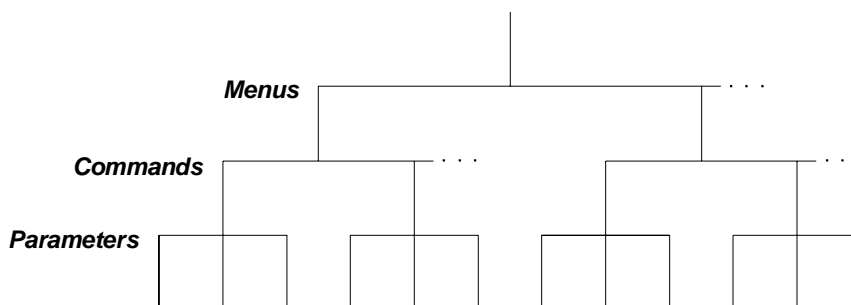 Menus . . .
Commands . . . . . .
Parameters